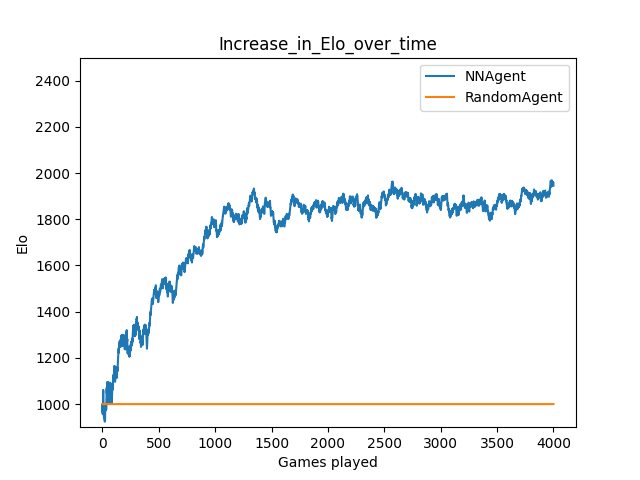 Increase_in_Elo_over_time
NNAgent
RandomAgent
2400
2200
2000
1800
1600
1400
1200
1000
Elo
0 500 1000 1500 2000 2500 3000 3500 4000
Games played